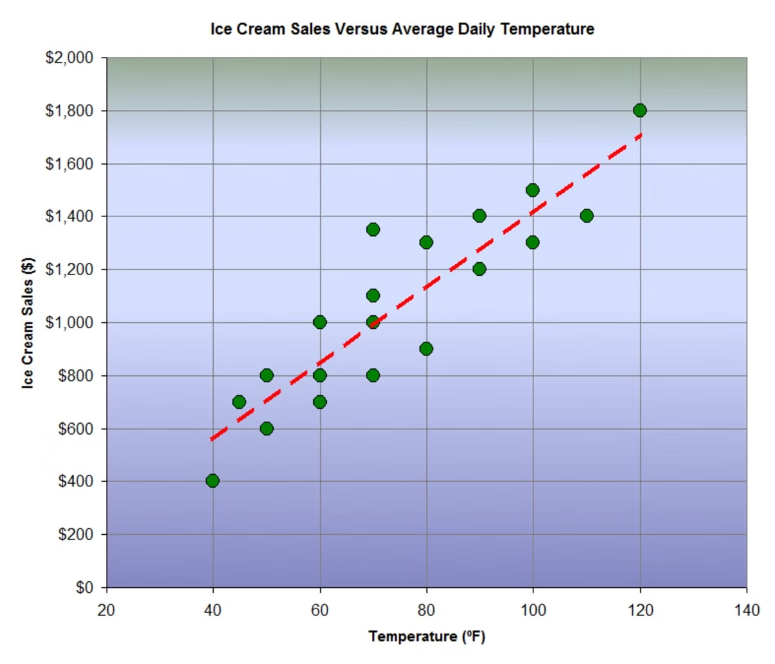 Ice Cream Sales Versus Average Daily Temperature
$2,000
$1,800
$1,600
$1,400
$1,200
$1,000
$800
$600
$400
$200
$0
Ice Cream Sales ($)
20 40 60 80 100 120 140
Temperature (ºF)